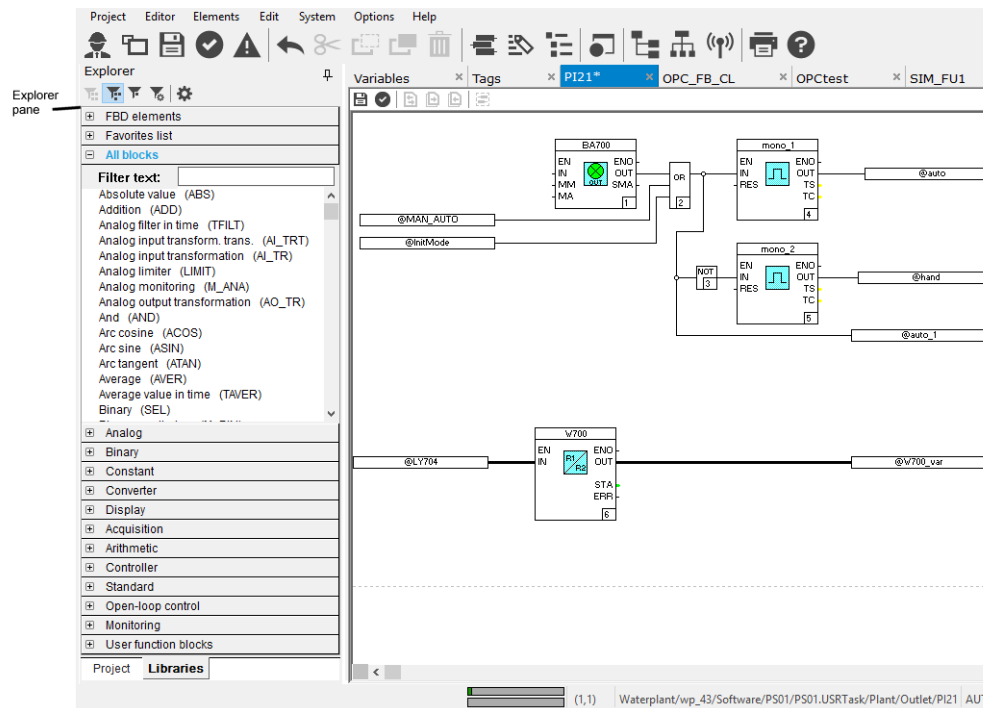 Project Editor Elements Edit System Options Help
Explorer
Explorer
pane
Variables × Tags × PI21* × OPC_FB_CL × OPCtest × SIM_FU1
FBD elements
Favorites list
All blocks
Filter text:
Absolute value (ABS)
Addition (ADD)
Analog filter in time (TFILT)
Analog input transform. trans. (AI_TRT)
Analog input transformation (AI_TR)
Analog limiter (LIMIT)
Analog monitoring (M_ANA)
Analog output transformation (AO_TR)
And (AND)
Arc cosine (ACOS)
Arc sine (ASIN)
Arc tangent (ATAN)
Average (AVER)
Average value in time (TAVER)
Binary (SEL)
Analog
Binary
Constant
Converter
Display
Acquisition
Arithmetic
Controller
Standard
Open-loop control
Monitoring
User function blocks
Project Libraries
BA700
EN ENO
IN OUT
MM OUT SMA
MA
1
OR
2
@MAN_AUTO
@InitMode
mono_1
EN ENO
IN OUT
RES TS
TC
4
@auto
NOT
3
mono_2
EN ENO
IN OUT
RES TS
TC
5
@hand
@auto_1
@LY704
W700
EN ENO
IN R1/R2 OUT
STA
ERR
6
@W700_var
(1,1) Waterplant/wp_43/Software/PS01/PS01.USRTask/Plant/Outlet/PI21 AUT